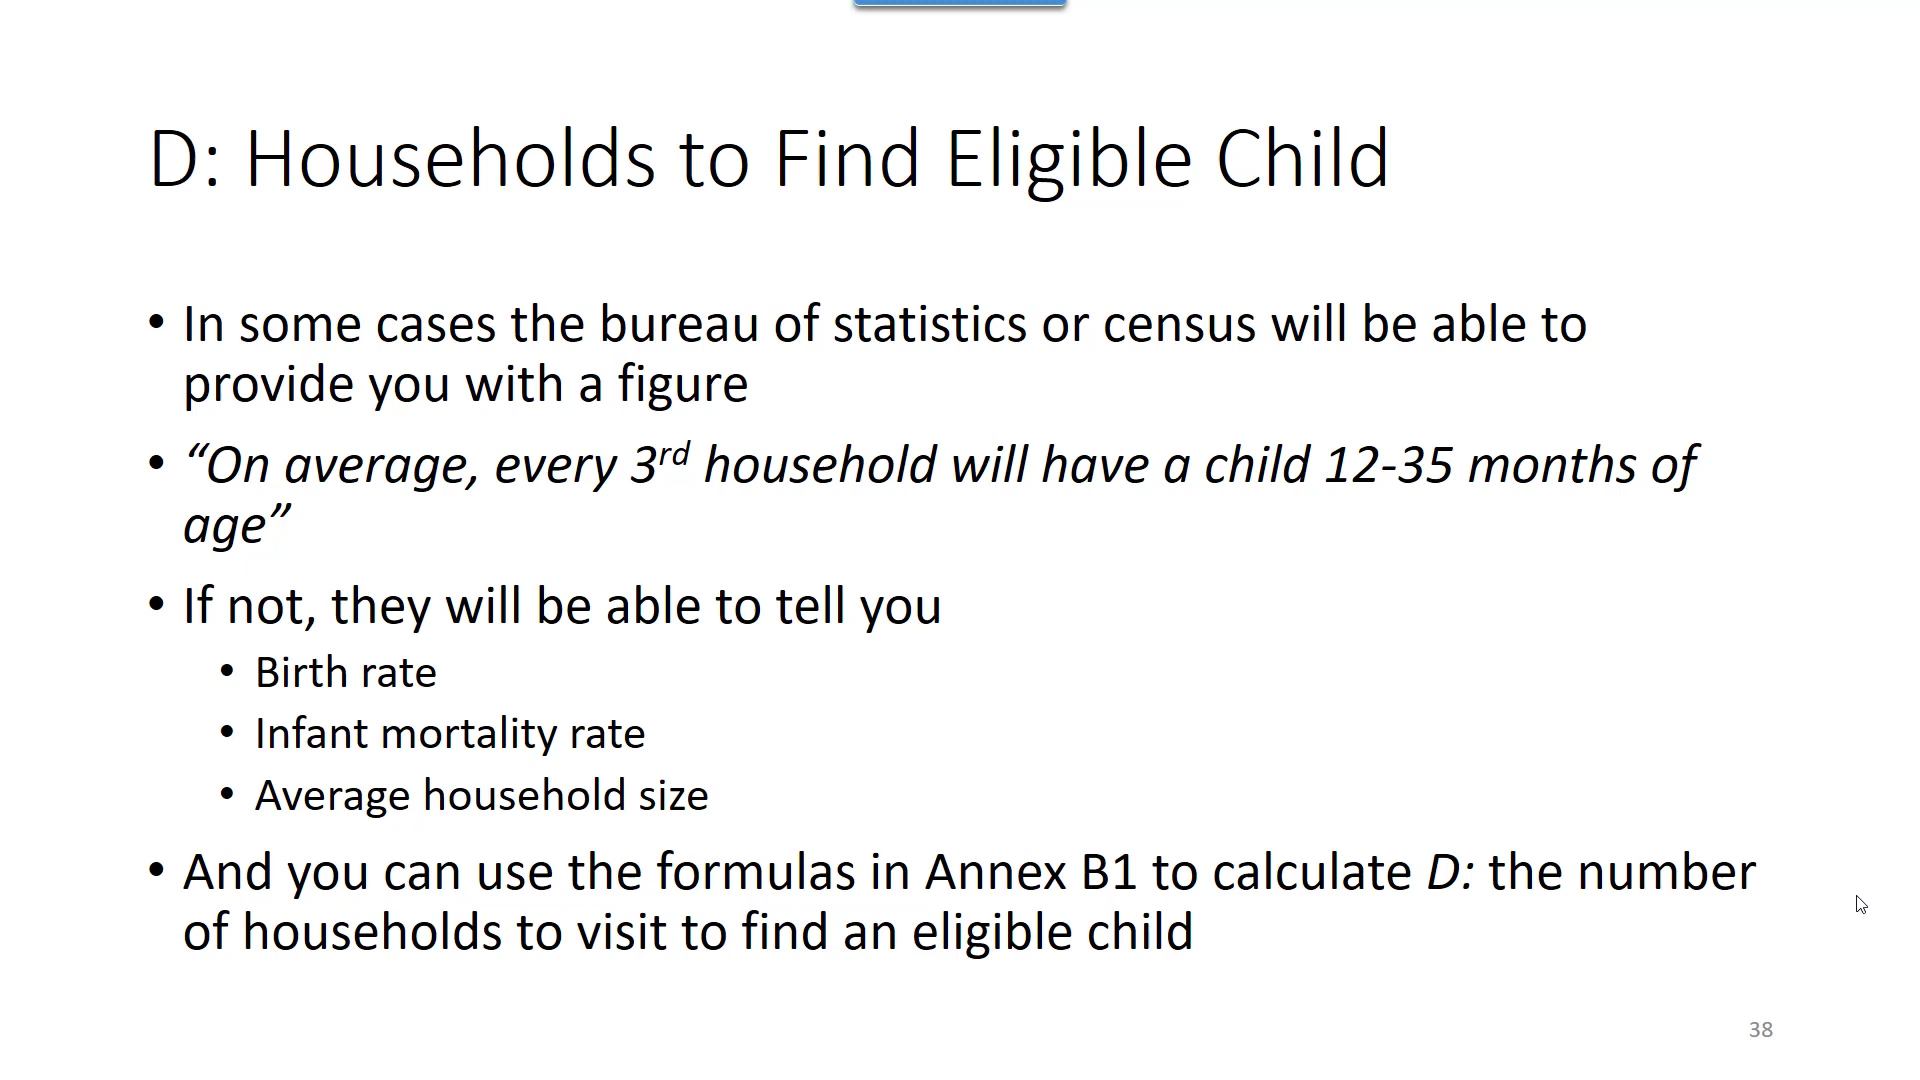 D: Households to Find Eligible Child
• In some cases the bureau of statistics or census will be able to
provide you with a figure
• “On average, every 3rd household will have a child 12-35 months of
age”
• If not, they will be able to tell you
• Birth rate
• Infant mortality rate
• Average household size
• And you can use the formulas in Annex B1 to calculate D: the number
of households to visit to find an eligible child
38